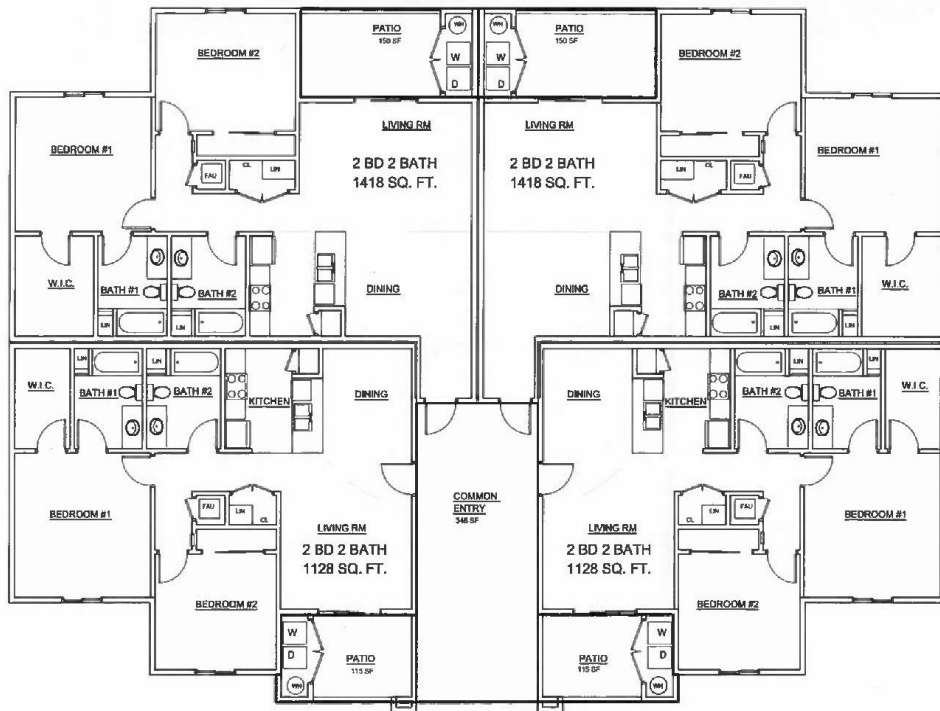 BEDROOM #2
PATIO
150 SF
WH
W
D
WH
W
D
PATIO
150 SF
BEDROOM #2
BEDROOM #1
LIVING RM
2 BD 2 BATH
1418 SQ. FT.
FAU
CL
LIN
LIVING RM
2 BD 2 BATH
1418 SQ. FT.
LIN
CL
FAU
BEDROOM #1
W.I.C.
BATH #1
BATH #2
LIN
LIN
DINING
DINING
BATH #2
BATH #1
LIN
LIN
W.I.C.
W.I.C.
LIN
BATH #1
LIN
BATH #2
KITCHEN
DINING
DINING
KITCHEN
BATH #2
LIN
LIN
BATH #1
W.I.C.
BEDROOM #1
FAU
LIN
CL
LIVING RM
2 BD 2 BATH
1128 SQ. FT.
COMMON
ENTRY
346 SF
LIVING RM
2 BD 2 BATH
1128 SQ. FT.
CL
LIN
FAU
BEDROOM #1
BEDROOM #2
W
D
WH
PATIO
115 SF
PATIO
115 SF
W
D
WH
BEDROOM #2